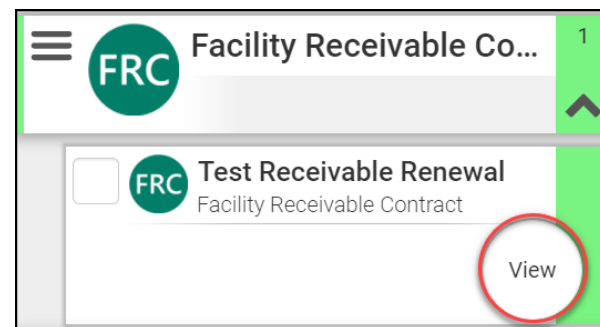 FRC
Facility Receivable Co...
1
FRC
Test Receivable Renewal
Facility Receivable Contract
View